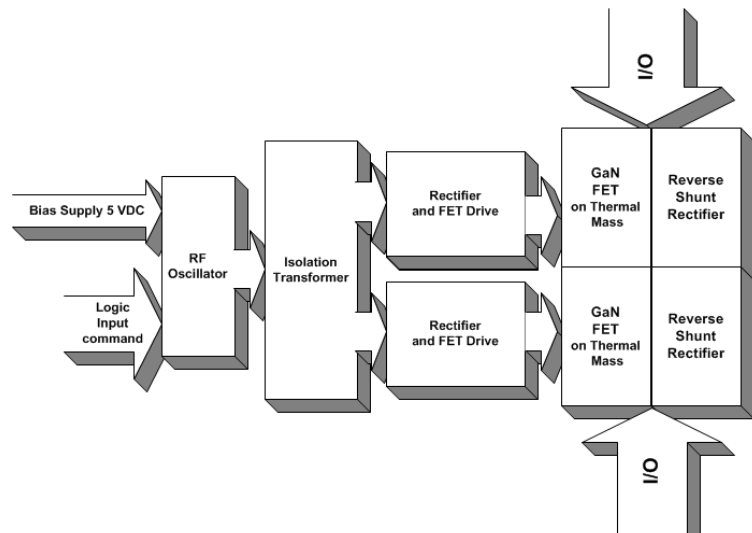 O/I
Bias Supply 5 VDC
Logic
Input
command
RF
Oscillator
Isolation
Transformer
Rectifier
and FET Drive
Rectifier
and FET Drive
GaN
FET
on Thermal
Mass
Reverse
Shunt
Rectifier
GaN
FET
on Thermal
Mass
Reverse
Shunt
Rectifier
O/I